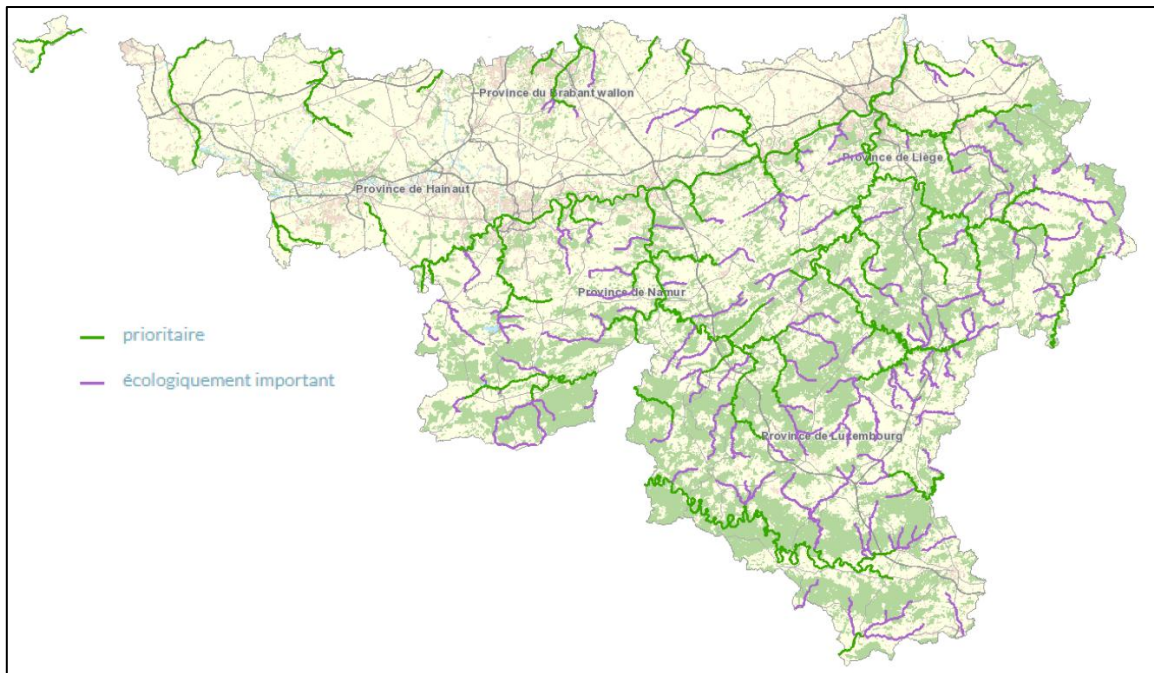 Province du Brabant wallon
Province de Liège
Province de Hainaut
Province de Namur
prioritaire
écologiquement important
Province de Luxembourg